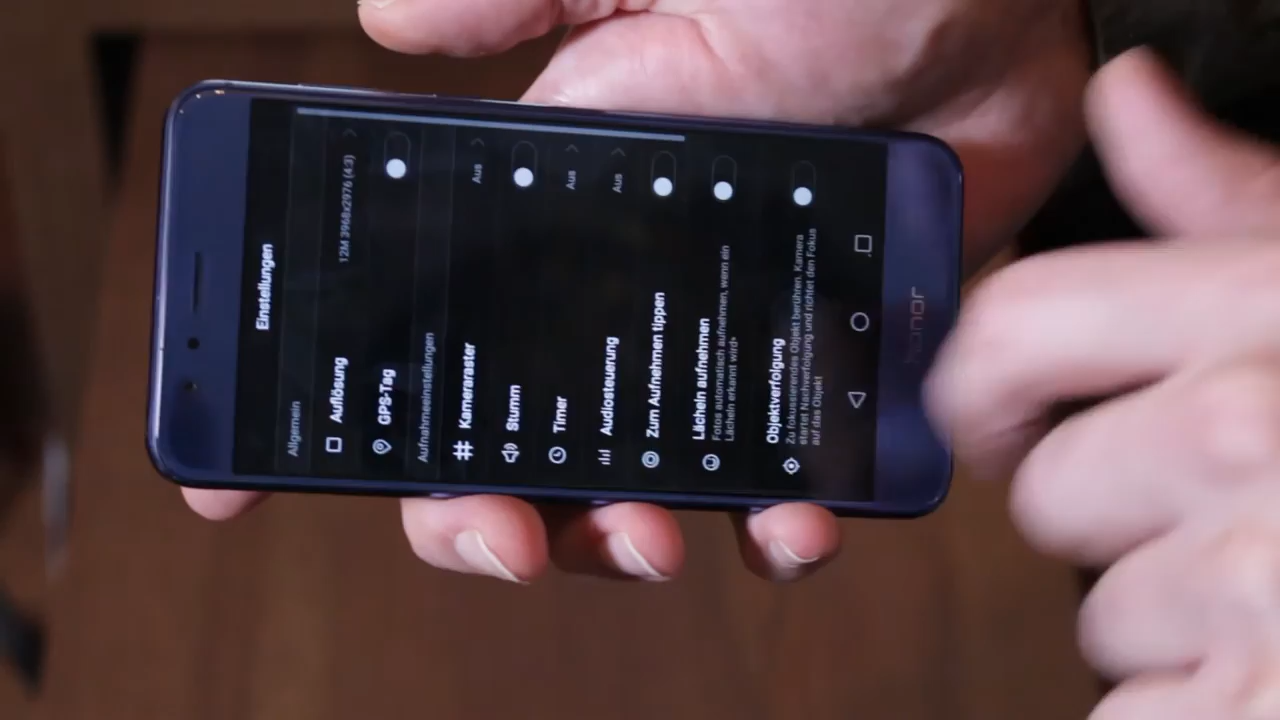 Einstellungen
Allgemein
Auflösung
12M 3968x2976 (4:3)
GPS-Tag
Aufnahmeeinstellungen
Kameraraster
Aus
Stumm
Timer
Aus
Audiosteuerung
Aus
Zum Aufnehmen tippen
Lächeln aufnehmen
Fotos automatisch aufnehmen, wenn ein
Lächeln erkannt wird*
Objektverfolgung
Zu fokussierendes Objekt berühren. Kamera
startet Nachverfolgung und richtet den Fokus
auf das Objekt
honor